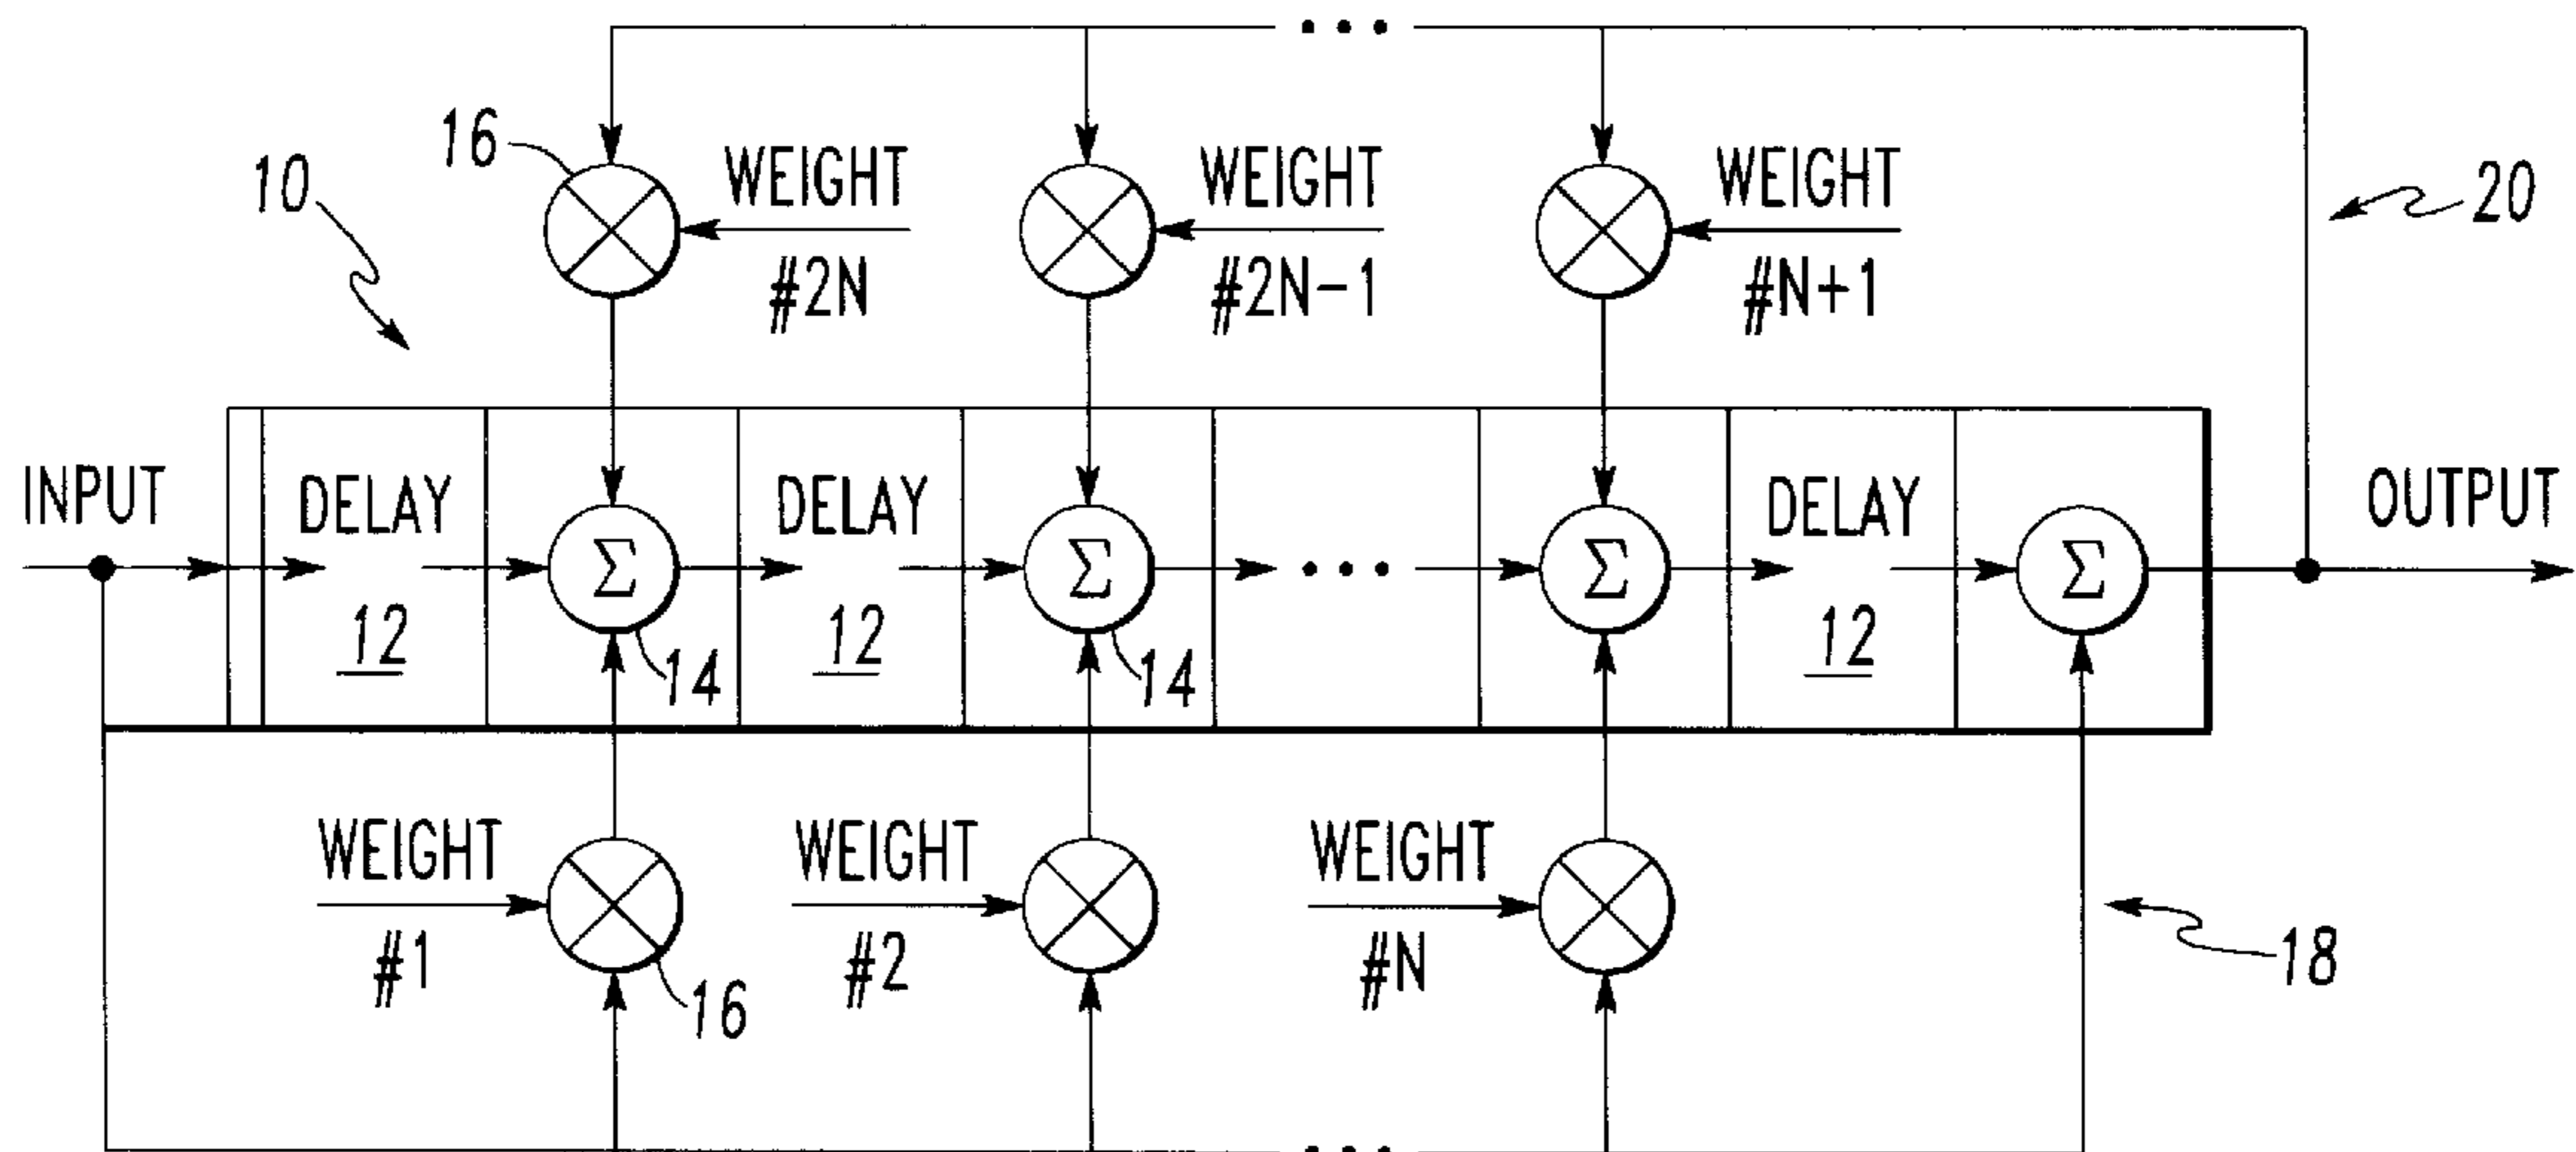 16
WEIGHT
#2N
WEIGHT
#2N-1
WEIGHT
#N+1
10
20
INPUT
DELAY
12
Σ
14
DELAY
12
Σ
14
Σ
DELAY
12
Σ
OUTPUT
WEIGHT
#1
16
WEIGHT
#2
WEIGHT
#N
18